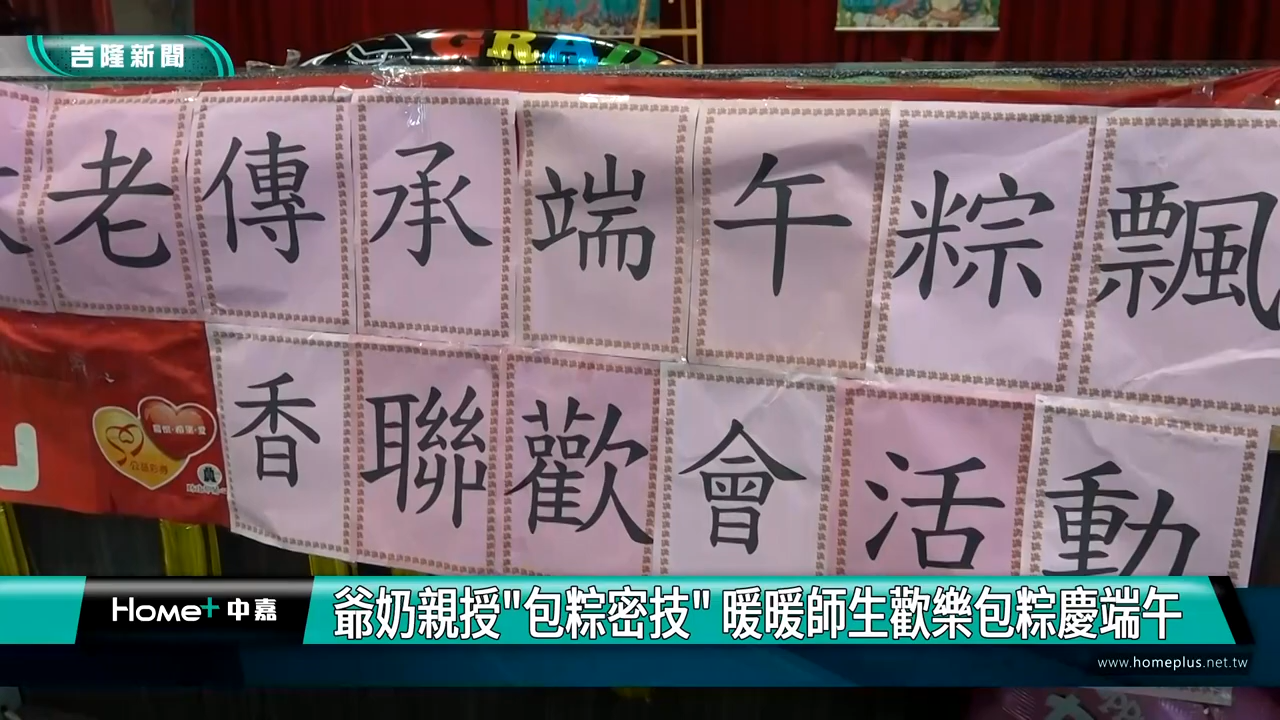 吉隆新聞
GRAD
老傳承端午粽飄
香聯歡會活動
Home+中嘉
爺奶親授"包粽密技" 暖暖師生歡樂包粽慶端午
www.homeplus.net.tw